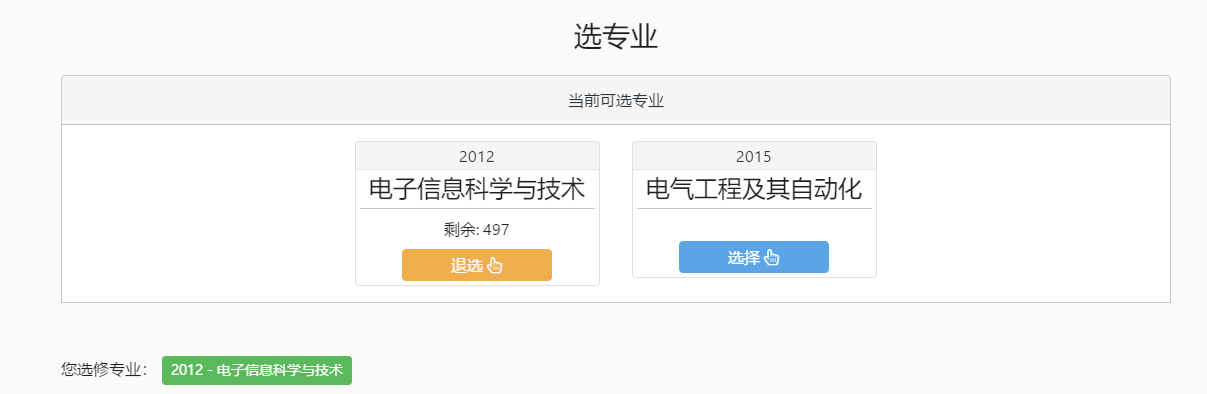 选专业
当前可选专业
2012
电子信息科学与技术
剩余: 497
退选
2015
电气工程及其自动化
选择
您选修专业： 2012 - 电子信息科学与技术